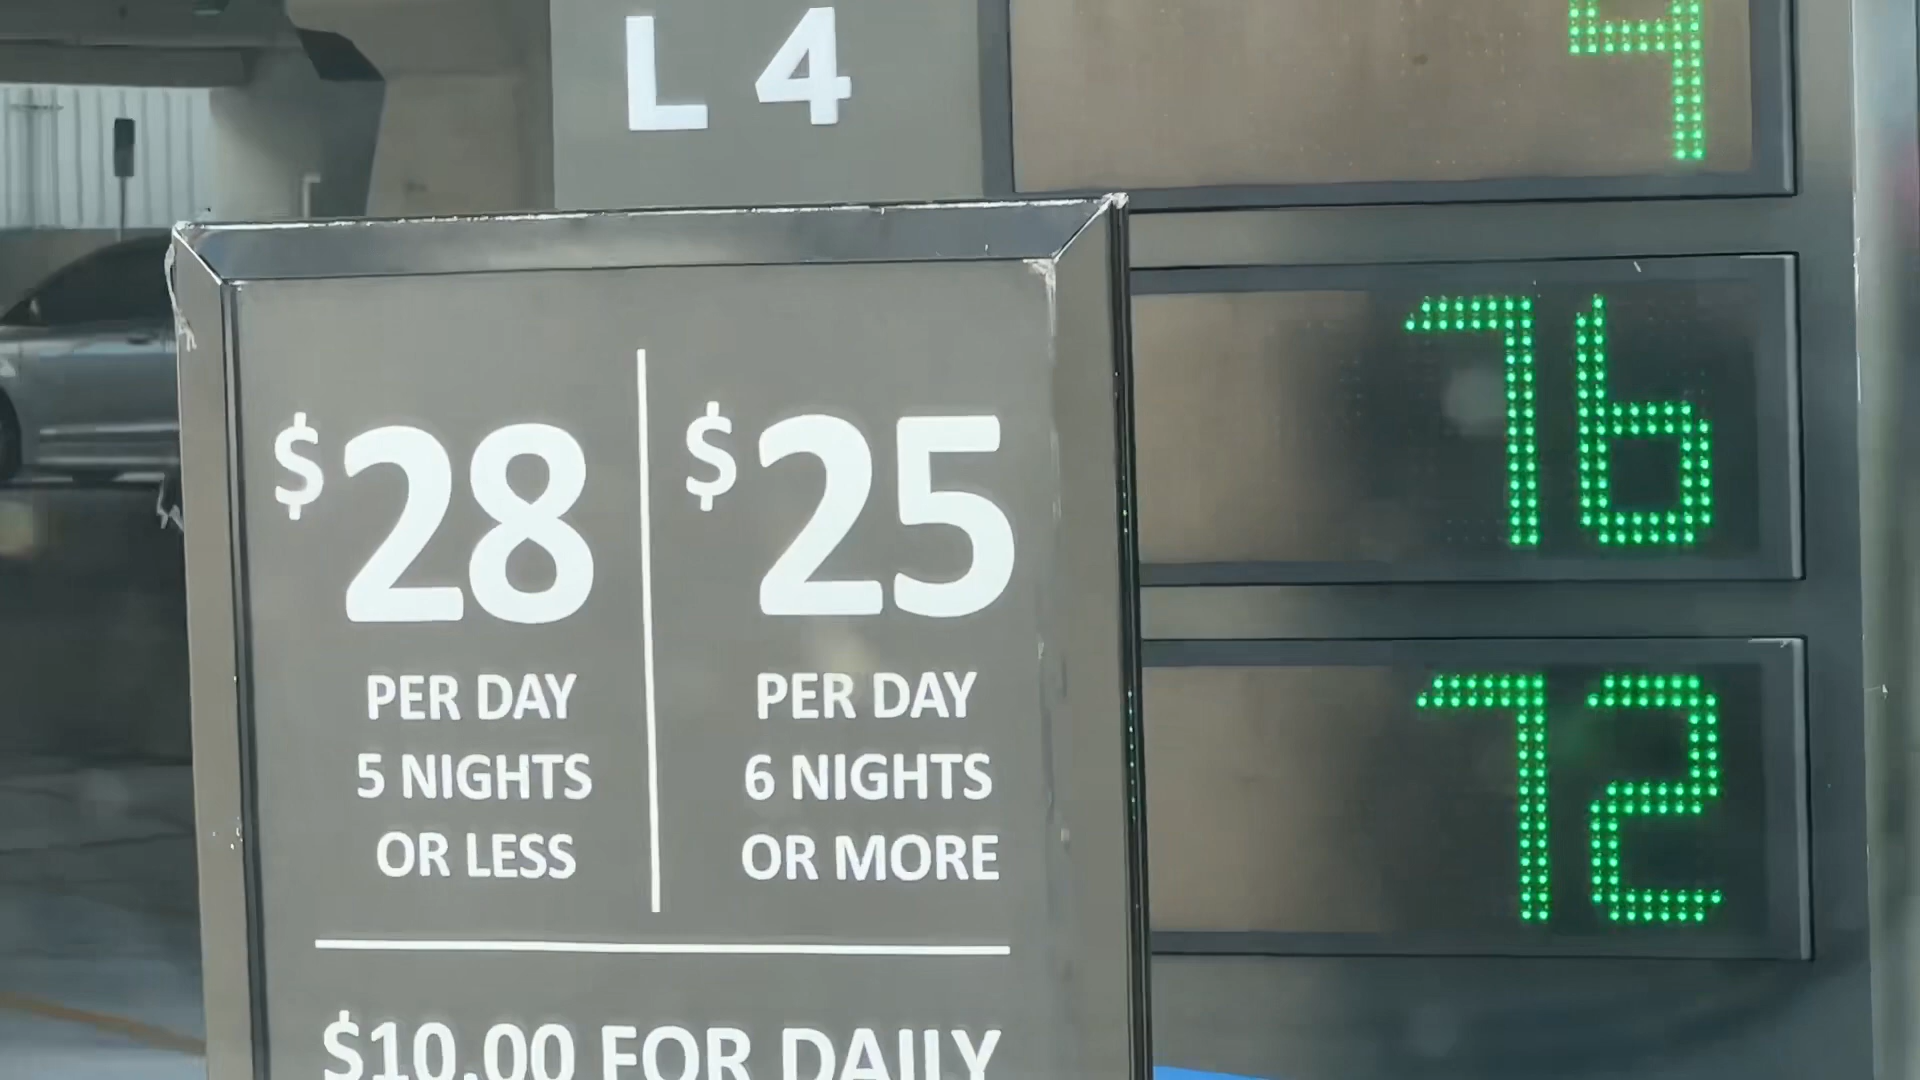 L 4
76
72
$28
PER DAY
5 NIGHTS
OR LESS
$25
PER DAY
6 NIGHTS
OR MORE
$10.00 FOR DAILY